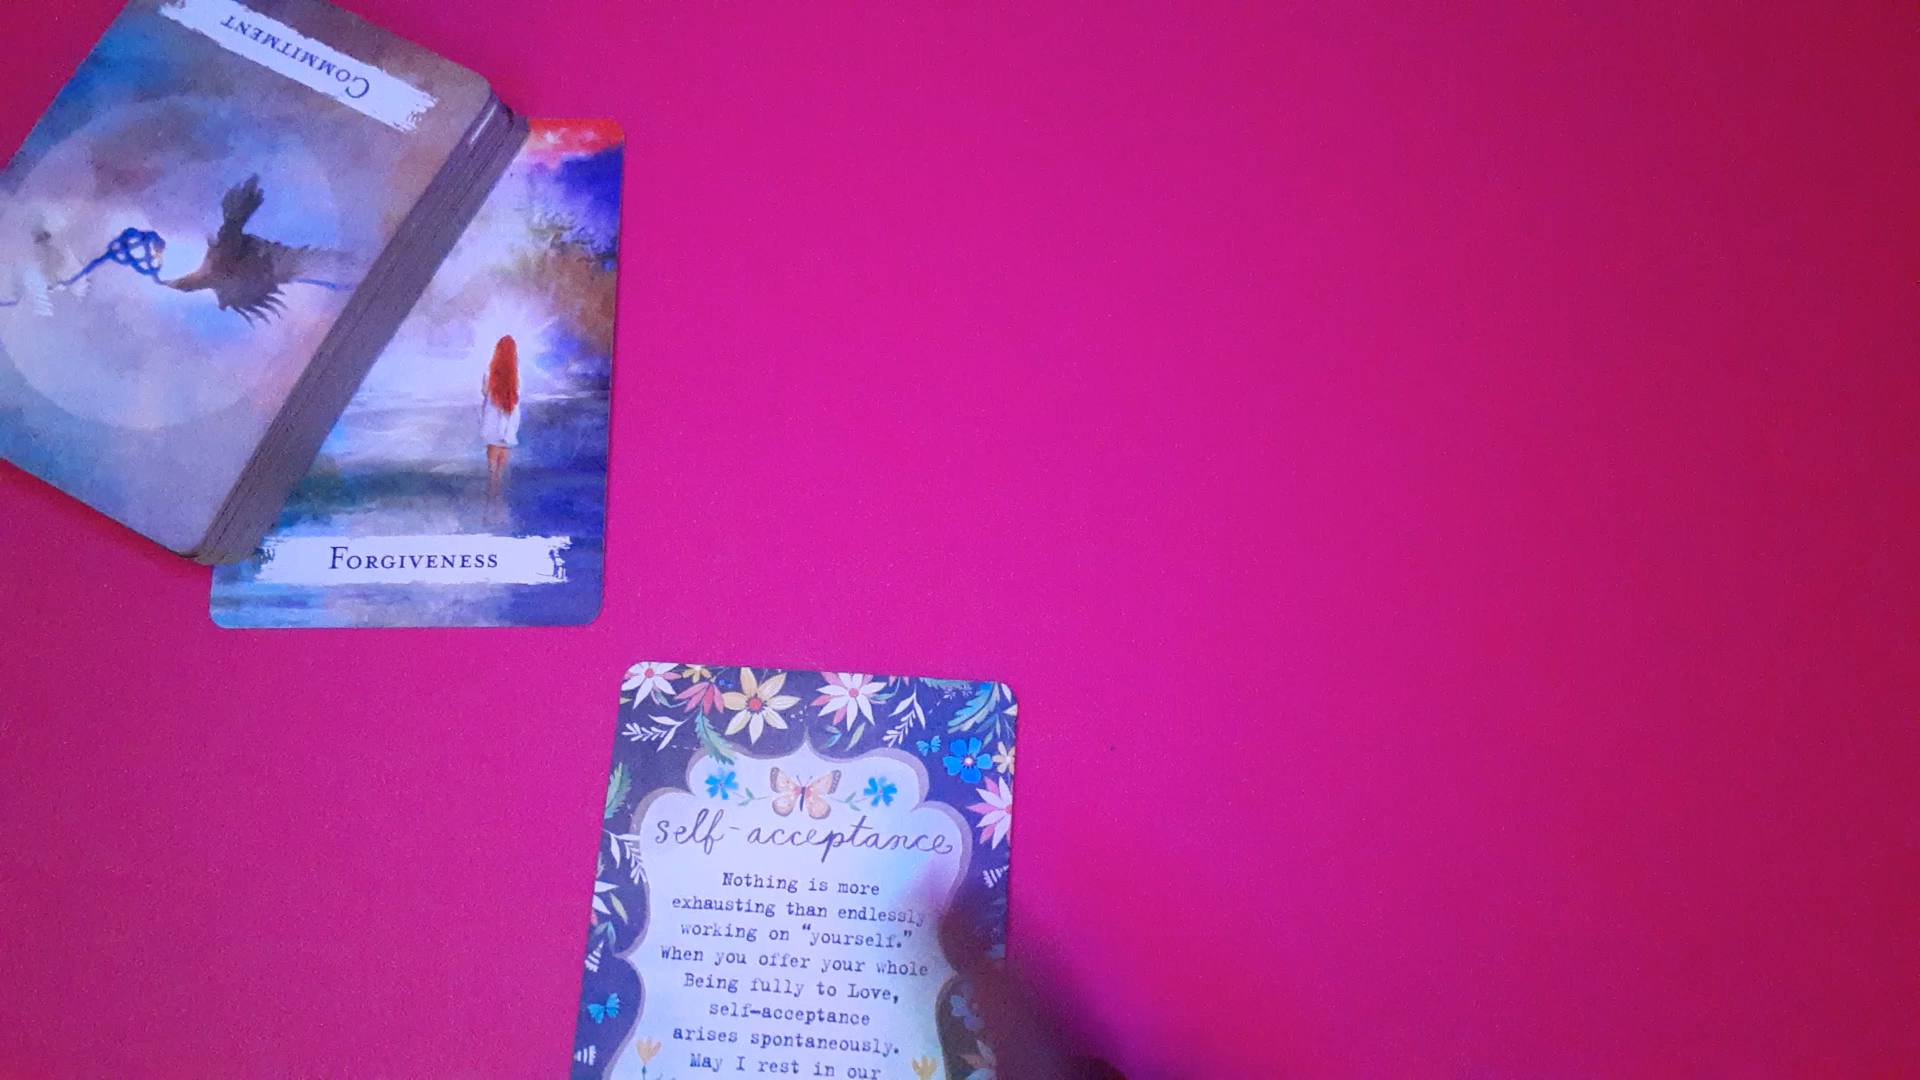 COMMITMENT
FORGIVENESS
self-acceptance
Nothing is more
exhausting than endlessly
working on "yourself."
When you offer your whole
Being fully to Love,
self-acceptance
arises spontaneously.
May I rest in our